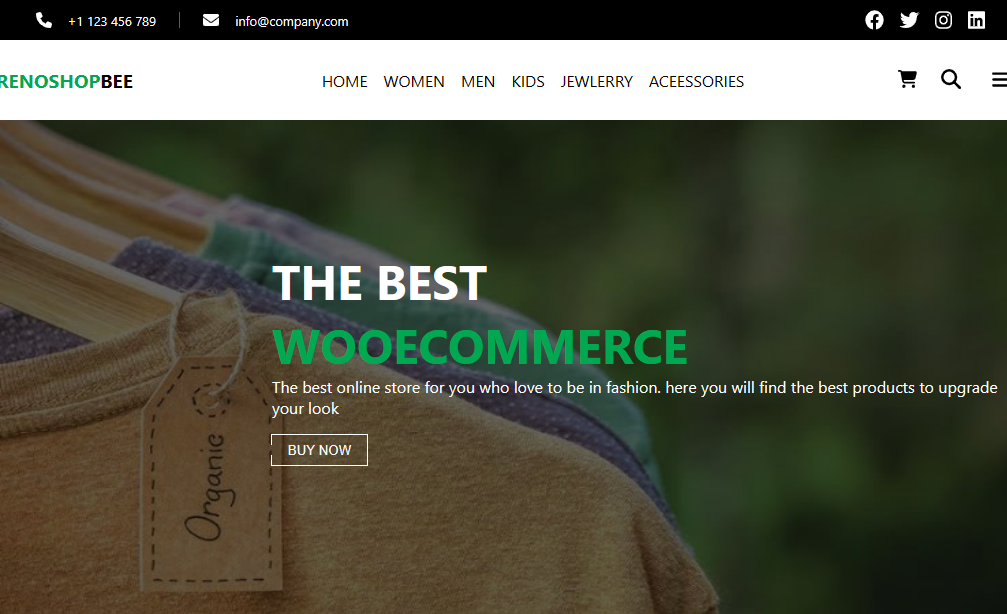 +1 123 456 789 info@company.com
RENOSHOPBEE HOME WOMEN MEN KIDS JEWLERRY ACEESSORIES
THE BEST
WOOECOMMERCE
The best online store for you who love to be in fashion. here you will find the best products to upgrade
your look
BUY NOW
Organic